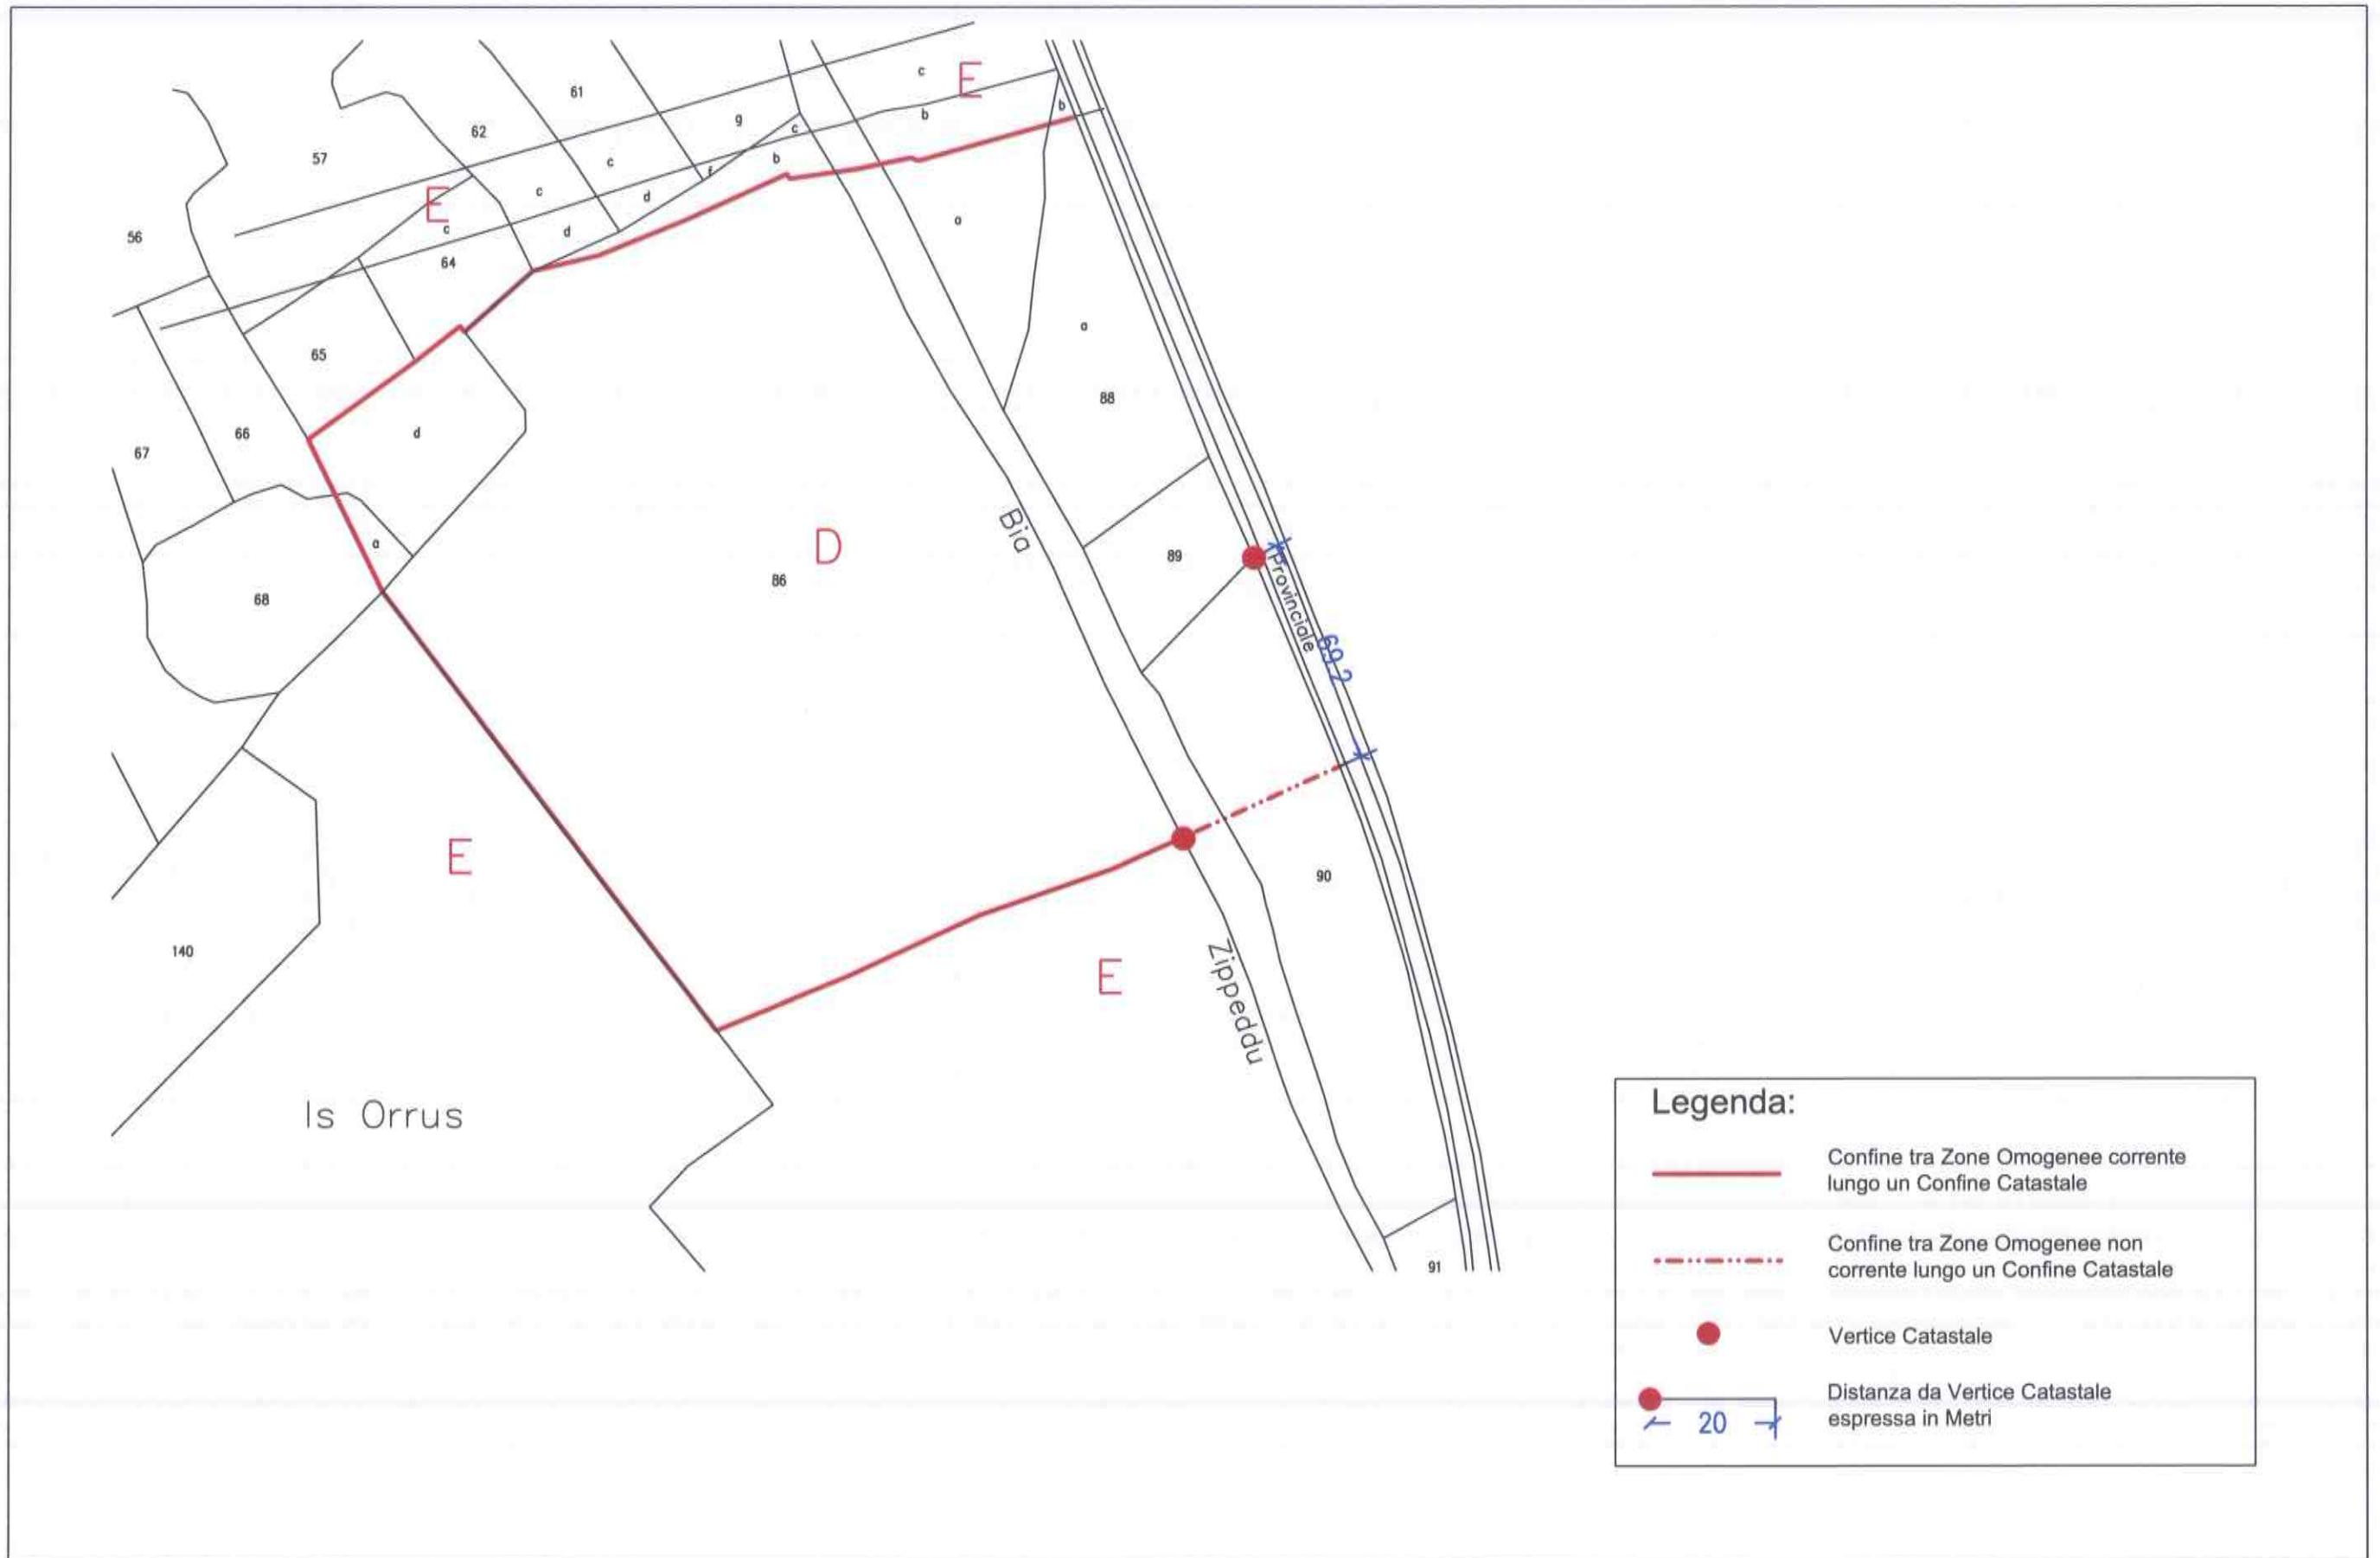 c
E
b
61
g
b
62
c
57
c
b
f
c
d
E
c
d
a
56
64
a
65
88
66
d
67
Bia
D
a
89
86
Provinciale
68
69.2
E
90
140
E
Zippeddu
Is Orrus
91
Legenda:
Confine tra Zone Omogenee corrente
lungo un Confine Catastale
Confine tra Zone Omogenee non
corrente lungo un Confine Catastale
Vertice Catastale
Distanza da Vertice Catastale
espressa in Metri
20